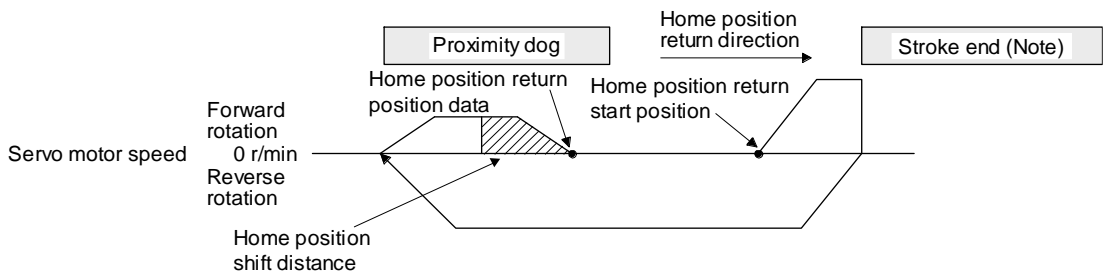 Proximity dog
Home position
return direction
Stroke end (Note)
Home position return
position data
Home position return
start position
Forward
rotation
Servo motor speed 0 r/min
Reverse
rotation
Home position
shift distance